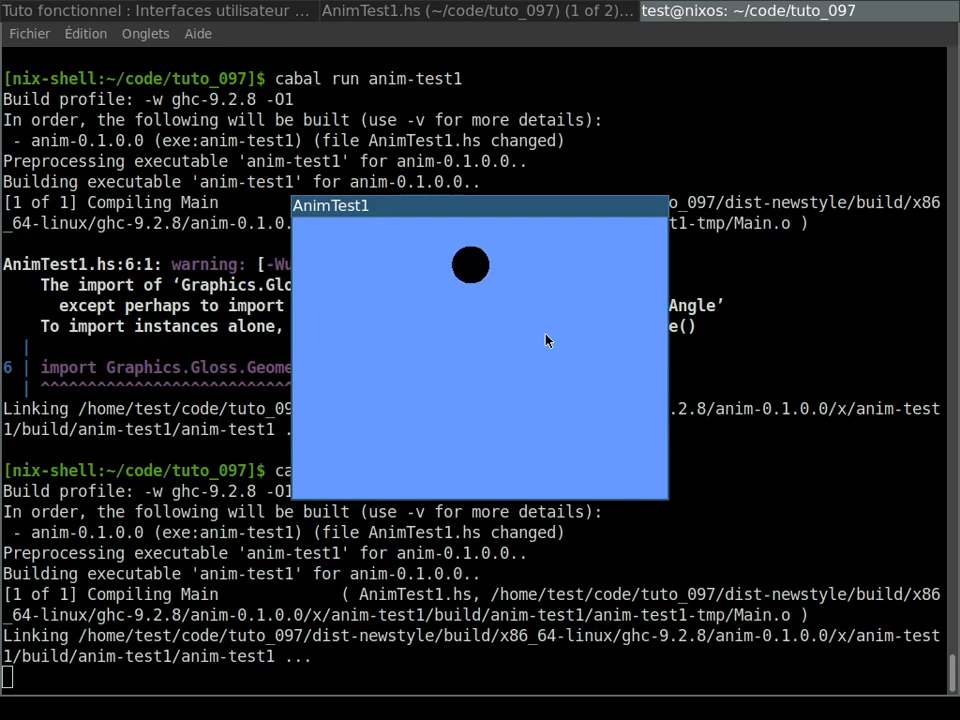 Tuto fonctionnel : Interfaces utilisateur ... AnimTest1.hs (~/code/tuto_097) (1 of 2)... test@nixos: ~/code/tuto_097
Fichier Édition Onglets Aide
[nix-shell:~/code/tuto_097]$ cabal run anim-test1
Build profile: -w ghc-9.2.8 -O1
In order, the following will be built (use -v for more details):
- anim-0.1.0.0 (exe:anim-test1) (file AnimTest1.hs changed)
Preprocessing executable 'anim-test1' for anim-0.1.0.0..
Building executable 'anim-test1' for anim-0.1.0.0..
[1 of 1] Compiling Main o_097/dist-newstyle/build/x86
_64-linux/ghc-9.2.8/anim-0.1.0. t1-tmp/Main.o )
AnimTest1
AnimTest1.hs:6:1: warning: [-Wu
The import of ‘Graphics.Glo
except perhaps to import Angle’
To import instances alone, e()
|
6 | import Graphics.Gloss.Geome
| ^^^^^^^^^^^^^^^^^^^^^^^^^^^
Linking /home/test/code/tuto_09 .2.8/anim-0.1.0.0/x/anim-test
1/build/anim-test1/anim-test1 .
[nix-shell:~/code/tuto_097]$ ca
Build profile: -w ghc-9.2.8 -O1
In order, the following will be built (use -v for more details):
- anim-0.1.0.0 (exe:anim-test1) (file AnimTest1.hs changed)
Preprocessing executable 'anim-test1' for anim-0.1.0.0..
Building executable 'anim-test1' for anim-0.1.0.0..
[1 of 1] Compiling Main ( AnimTest1.hs, /home/test/code/tuto_097/dist-newstyle/build/x86
_64-linux/ghc-9.2.8/anim-0.1.0.0/x/anim-test1/build/anim-test1/anim-test1-tmp/Main.o )
Linking /home/test/code/tuto_097/dist-newstyle/build/x86_64-linux/ghc-9.2.8/anim-0.1.0.0/x/anim-test
1/build/anim-test1/anim-test1 ...